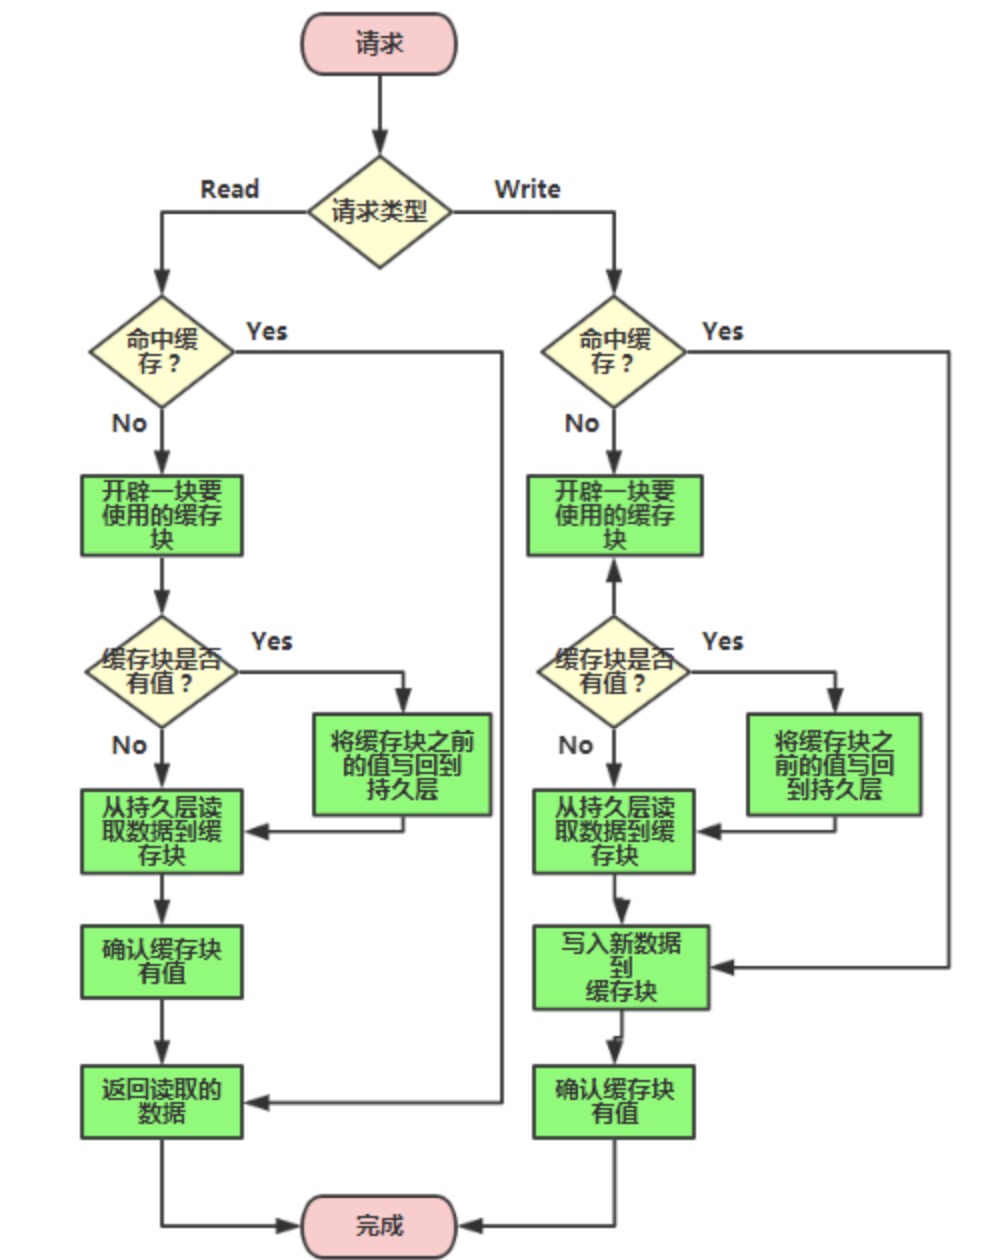 请求
请求类型
Read
Write
命中缓
存？
Yes
No
开辟一块要
使用的缓存
块
缓存块是否
有值？
Yes
No
将缓存块之前
的值写回到
持久层
从持久层读
取数据到缓
存块
确认缓存块
有值
返回读取的
数据
命中缓
存？
Yes
No
开辟一块要
使用的缓存
块
缓存块是否
有值？
Yes
No
将缓存块之
前的值写回
到持久层
从持久层读
取数据到缓
存块
写入新数据
到
缓存块
确认缓存块
有值
完成